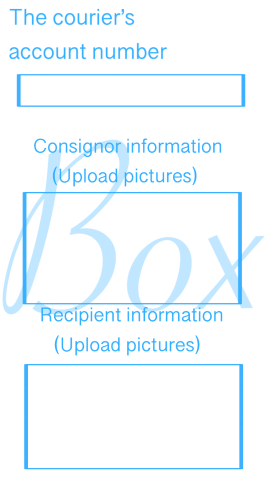 The courier’s
account number
Consignor information
(Upload pictures)
Box
Recipient information
(Upload pictures)